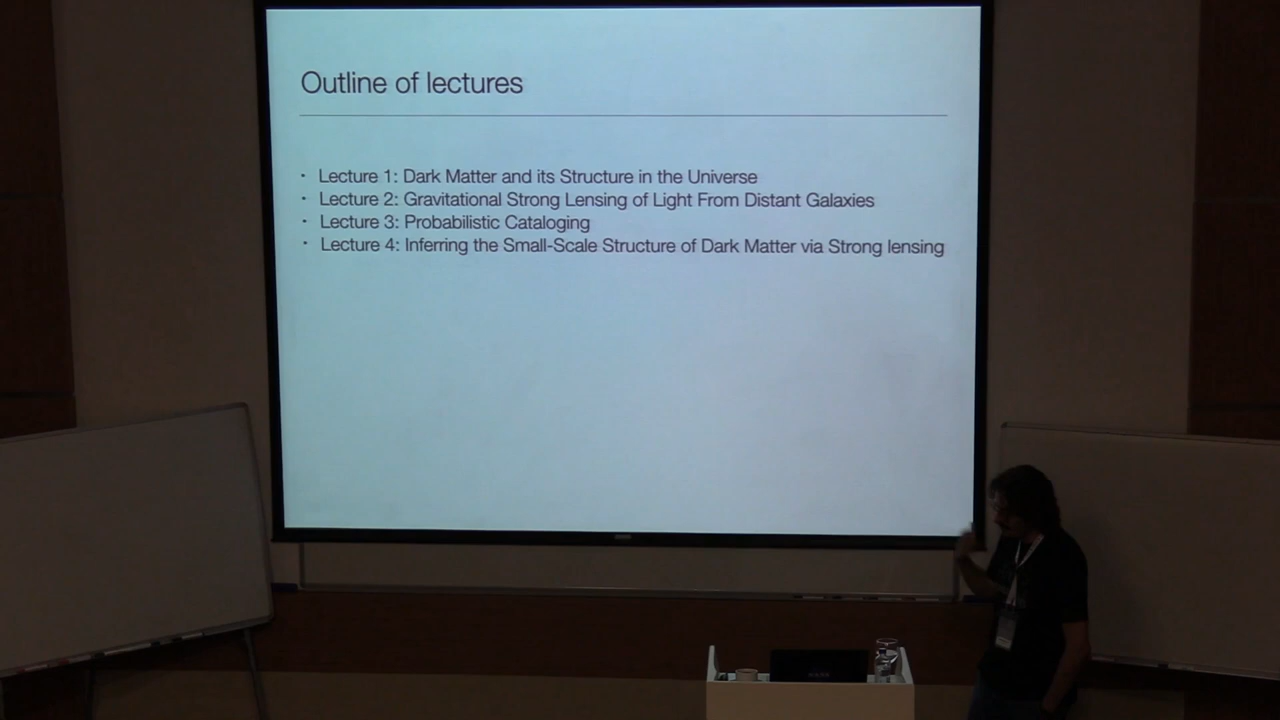 Outline of lectures
· Lecture 1: Dark Matter and its Structure in the Universe
· Lecture 2: Gravitational Strong Lensing of Light From Distant Galaxies
· Lecture 3: Probabilistic Cataloging
· Lecture 4: Inferring the Small-Scale Structure of Dark Matter via Strong lensing